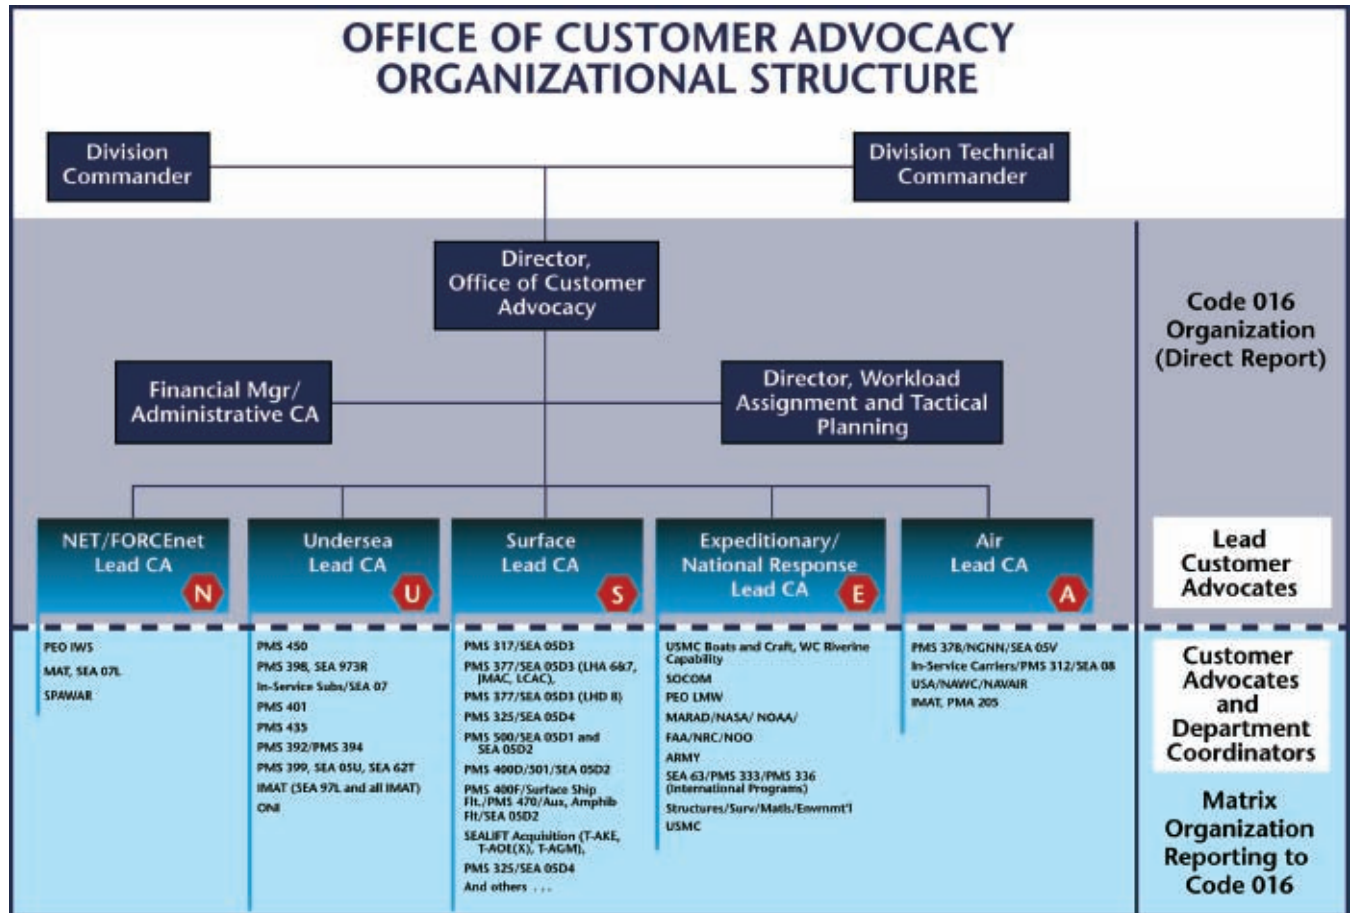 OFFICE OF CUSTOMER ADVOCACY
ORGANIZATIONAL STRUCTURE
Division
Commander
Division Technical
Commander
Director,
Office of Customer
Advocacy
Code 016
Organization
(Direct Report)
Financial Mgr/
Administrative CA
Director, Workload
Assignment and Tactical
Planning
NET/FORCEnet
Lead CA
N
Undersea
Lead CA
U
Surface
Lead CA
S
Expeditionary/
National Response
Lead CA
E
Air
Lead CA
A
Lead
Customer
Advocates
PEO IWS
MAT, SEA 07L
SPAWAR
PMS 450
PMS 398, SEA 973R
In-Service Subs/SEA 07
PMS 401
PMS 435
PMS 392/PMS 394
PMS 399, SEA 05U, SEA 62T
IMAT (SEA 97L and all IMAT)
ONI
PMS 317/SEA 05D3
PMS 377/SEA 05D3 (LHA 6&7,
JMAC, LCAC),
PMS 377/SEA 05D3 (LHD 8)
PMS 325/SEA 05D4
PMS 500/SEA 05D1 and
SEA 05D2
PMS 400D/501/SEA 05D2
PMS 400F/Surface Ship
Flt./PMS 470/Aux, Amphib
Flt/SEA 05D2
SEALIFT Acquisition (T-AKE,
T-AOE(X), T-AGM),
PMS 325/SEA 05D4
And others ...
USMC Boats and Craft, WC Riverine
Capability
SOCOM
PEO LMW
MARAD/NASA/ NOAA/
FAA/NRC/NOO
ARMY
SEA 63/PMS 333/PMS 336
(International Programs)
Structures/Surv/Matls/Envrnmt'l
USMC
PMS 378/NGNN/SEA 05V
In-Service Carriers/PMS 312/SEA 08
USA/NAWC/NAVAIR
IMAT, PMA 205
Customer
Advocates
and
Department
Coordinators
Matrix
Organization
Reporting to
Code 016